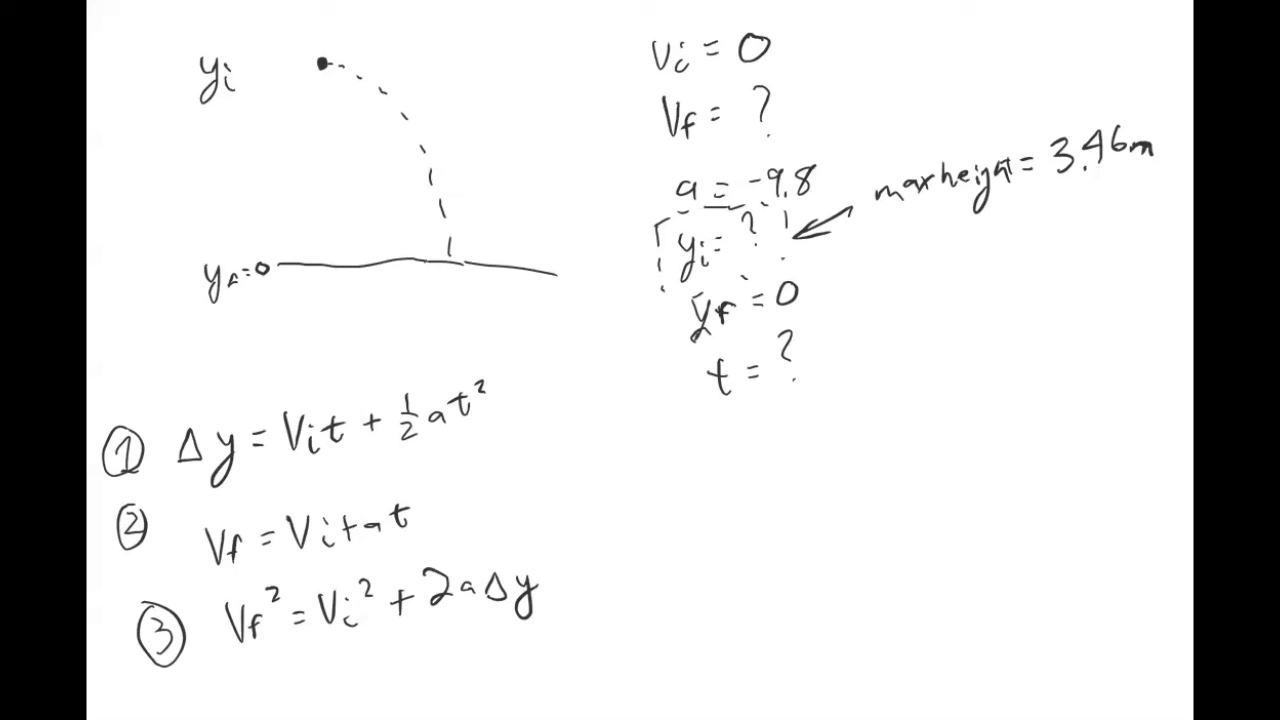 yi
yf=0
Vi = 0
Vf = ?
a = -9.8
yi = ?
max height = 3.46m
yf = 0
t = ?
① Δy = Vit + ½at²
② Vf = Vi+at
③ Vf² = Vi² + 2aΔy